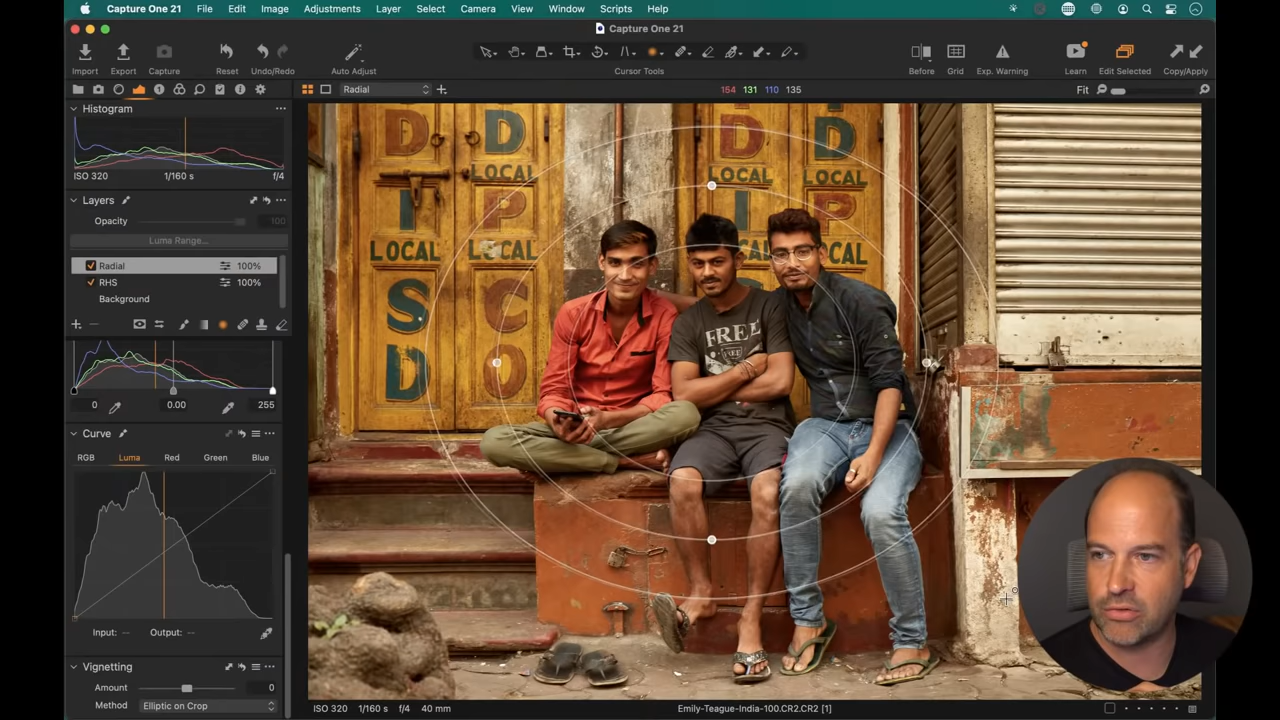 Capture One 21 File Edit Image Adjustments Layer Select Camera View Window Scripts Help
Capture One 21
Import Export Capture Reset Undo/Redo Auto Adjust Cursor Tools Before Grid Exp. Warning Learn Edit Selected Copy/Apply
Radial
154 131 110 135
Fit
Histogram
ISO 320 1/160 s f/4
Layers
Opacity 100
Luma Range...
Radial 100%
RHS 100%
Background
0 0.00 255
Curve
RGB Luma Red Green Blue
Input: -- Output: --
Vignetting
Amount 0
Method Elliptic on Crop
D D D D
LOCAL LOCAL LOCAL
I P I P
LOCAL LOCAL LOCAL
S C
D O
FREE
FREE
ISO 320 1/160 s f/4 40 mm
Emily-Teague-India-100.CR2.CR2 [1]